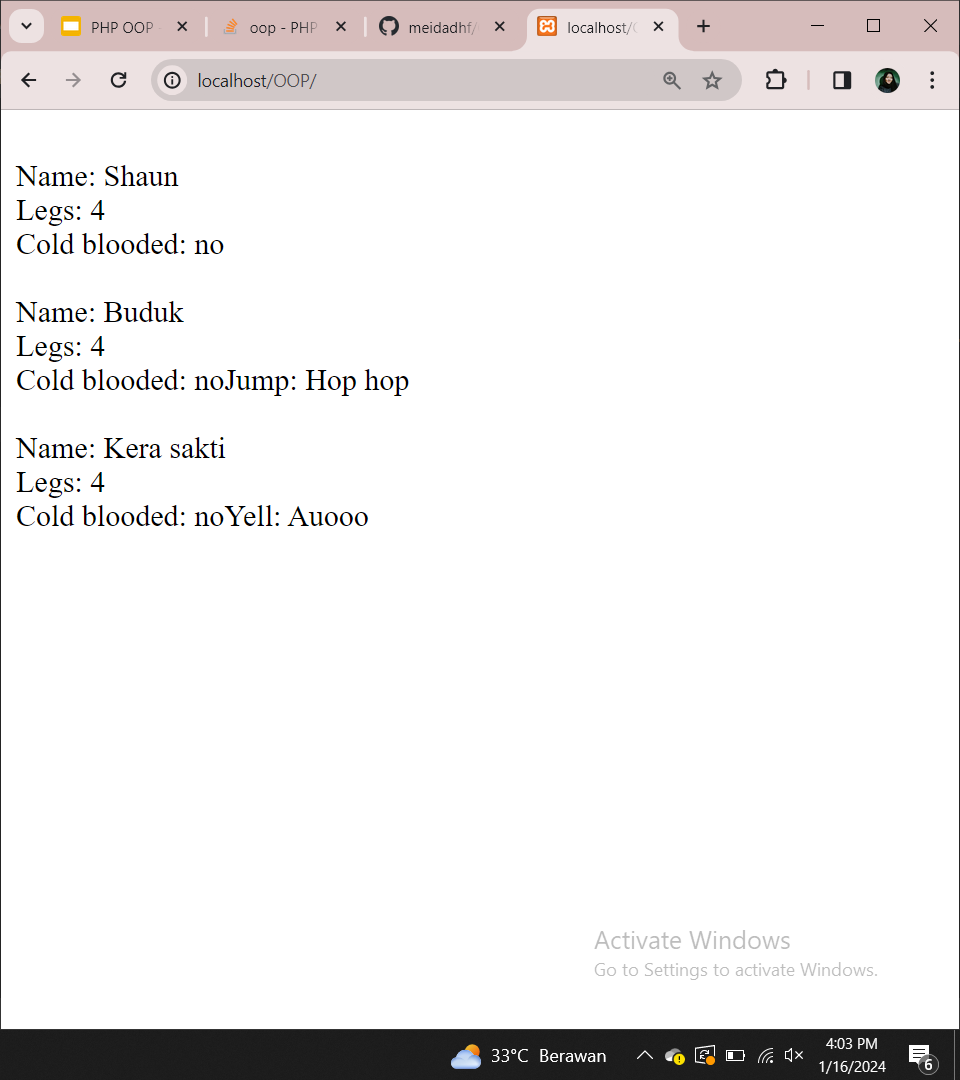 PHP OOP
oop - PHP
meidadhf/
localhost/
localhost/OOP/
Name: Shaun
Legs: 4
Cold blooded: no
Name: Buduk
Legs: 4
Cold blooded: noJump: Hop hop
Name: Kera sakti
Legs: 4
Cold blooded: noYell: Auooo
Activate Windows
Go to Settings to activate Windows.
33°C Berawan
4:03 PM
1/16/2024
6